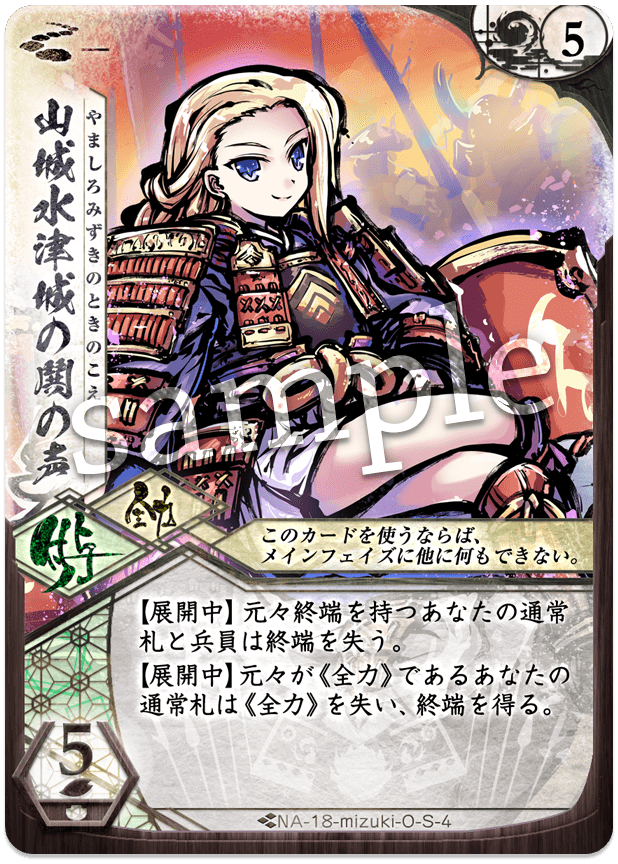 5
山城水津城の鬨の声
やましろみずきのときのこえ
sample
付与
全力
このカードを使うならば、
メインフェイズに他に何もできない。
【展開中】元々終端を持つあなたの通常
札と兵員は終端を失う。
【展開中】元々が《全力》であるあなたの
通常札は《全力》を失い、終端を得る。
5
NA-18-mizuki-O-S-4